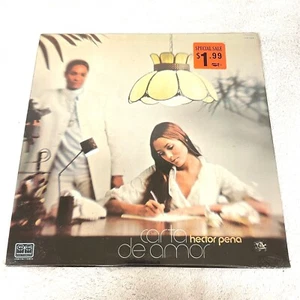 SPECIAL SALE
$1.99
carta
hector pena
de amor